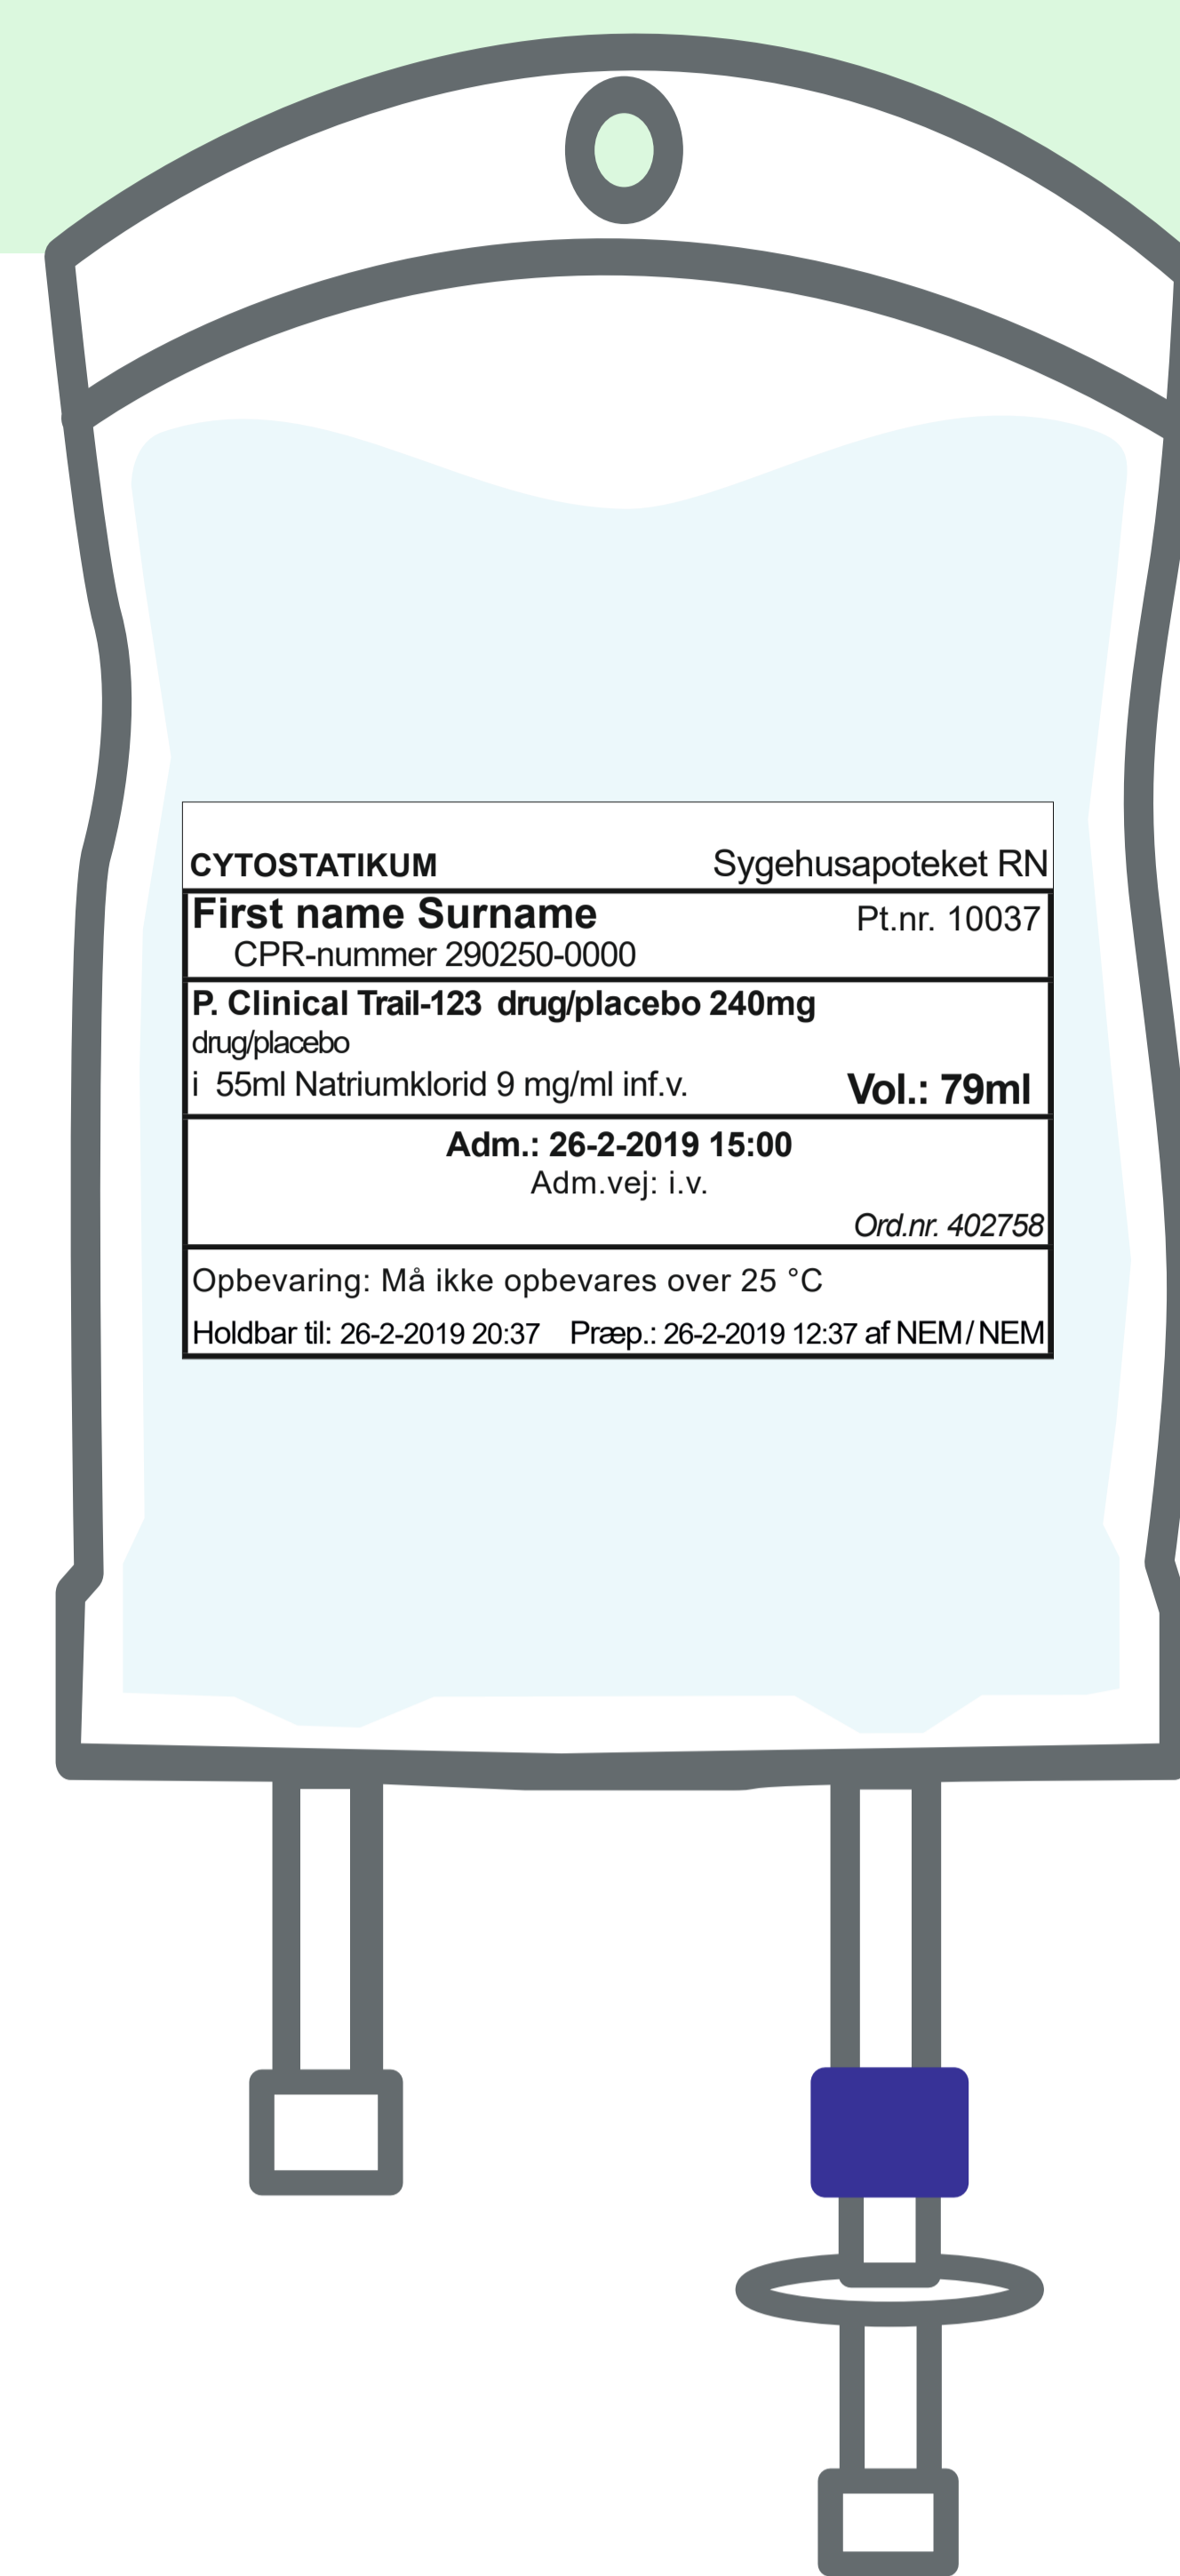 CYTOSTATIKUM Sygehusapoteket RN
First name Surname Pt.nr. 10037
CPR-nummer 290250-0000
P. Clinical Trail-123 drug/placebo 240mg
drug/placebo
i 55ml Natriumklorid 9 mg/ml inf.v. Vol.: 79ml
Adm.: 26-2-2019 15:00
Adm.vej: i.v.
Ord.nr. 402758
Opbevaring: Må ikke opbevares over 25 °C
Holdbar til: 26-2-2019 20:37 Præp.: 26-2-2019 12:37 af NEM/NEM